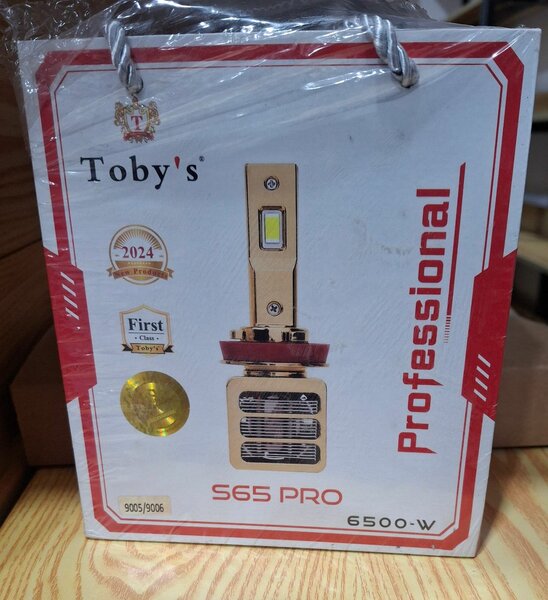 T
Toby's®
2024
New Products
First
Class
Toby's
Professional
S65 PRO
9005/9006
6500-W